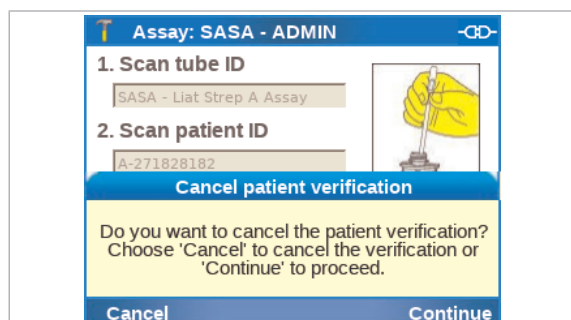 Assay: SASA - ADMIN
1. Scan tube ID
SASA - Liat Strep A Assay
2. Scan patient ID
A-271828182
Cancel patient verification
Do you want to cancel the patient verification?
Choose 'Cancel' to cancel the verification or
'Continue' to proceed.
Cancel
Continue